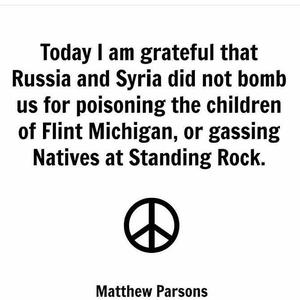 Today I am grateful that
Russia and Syria did not bomb
us for poisoning the children
of Flint Michigan, or gassing
Natives at Standing Rock.
Matthew Parsons